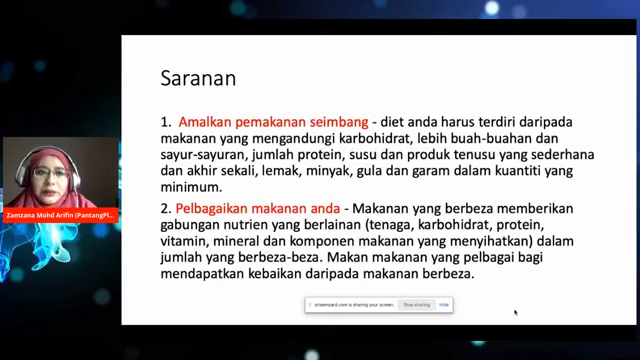 Saranan
1. Amalkan pemakanan seimbang - diet anda harus terdiri daripada
makanan yang mengandungi karbohidrat, lebih buah-buahan dan
sayur-sayuran, jumlah protein, susu dan produk tenusu yang sederhana
dan akhir sekali, lemak, minyak, gula dan garam dalam kuantiti yang
minimum.
2. Pelbagaikan makanan anda - Makanan yang berbeza memberikan
gabungan nutrien yang berlainan (tenaga, karbohidrat, protein,
vitamin, mineral dan komponen makanan yang menyihatkan) dalam
jumlah yang berbeza-beza. Makan makanan yang pelbagai bagi
mendapatkan kebaikan daripada makanan berbeza.
Zamzana Mohd Arifin (PantangPl...
streamyard.com is sharing your screen. Stop sharing Hide